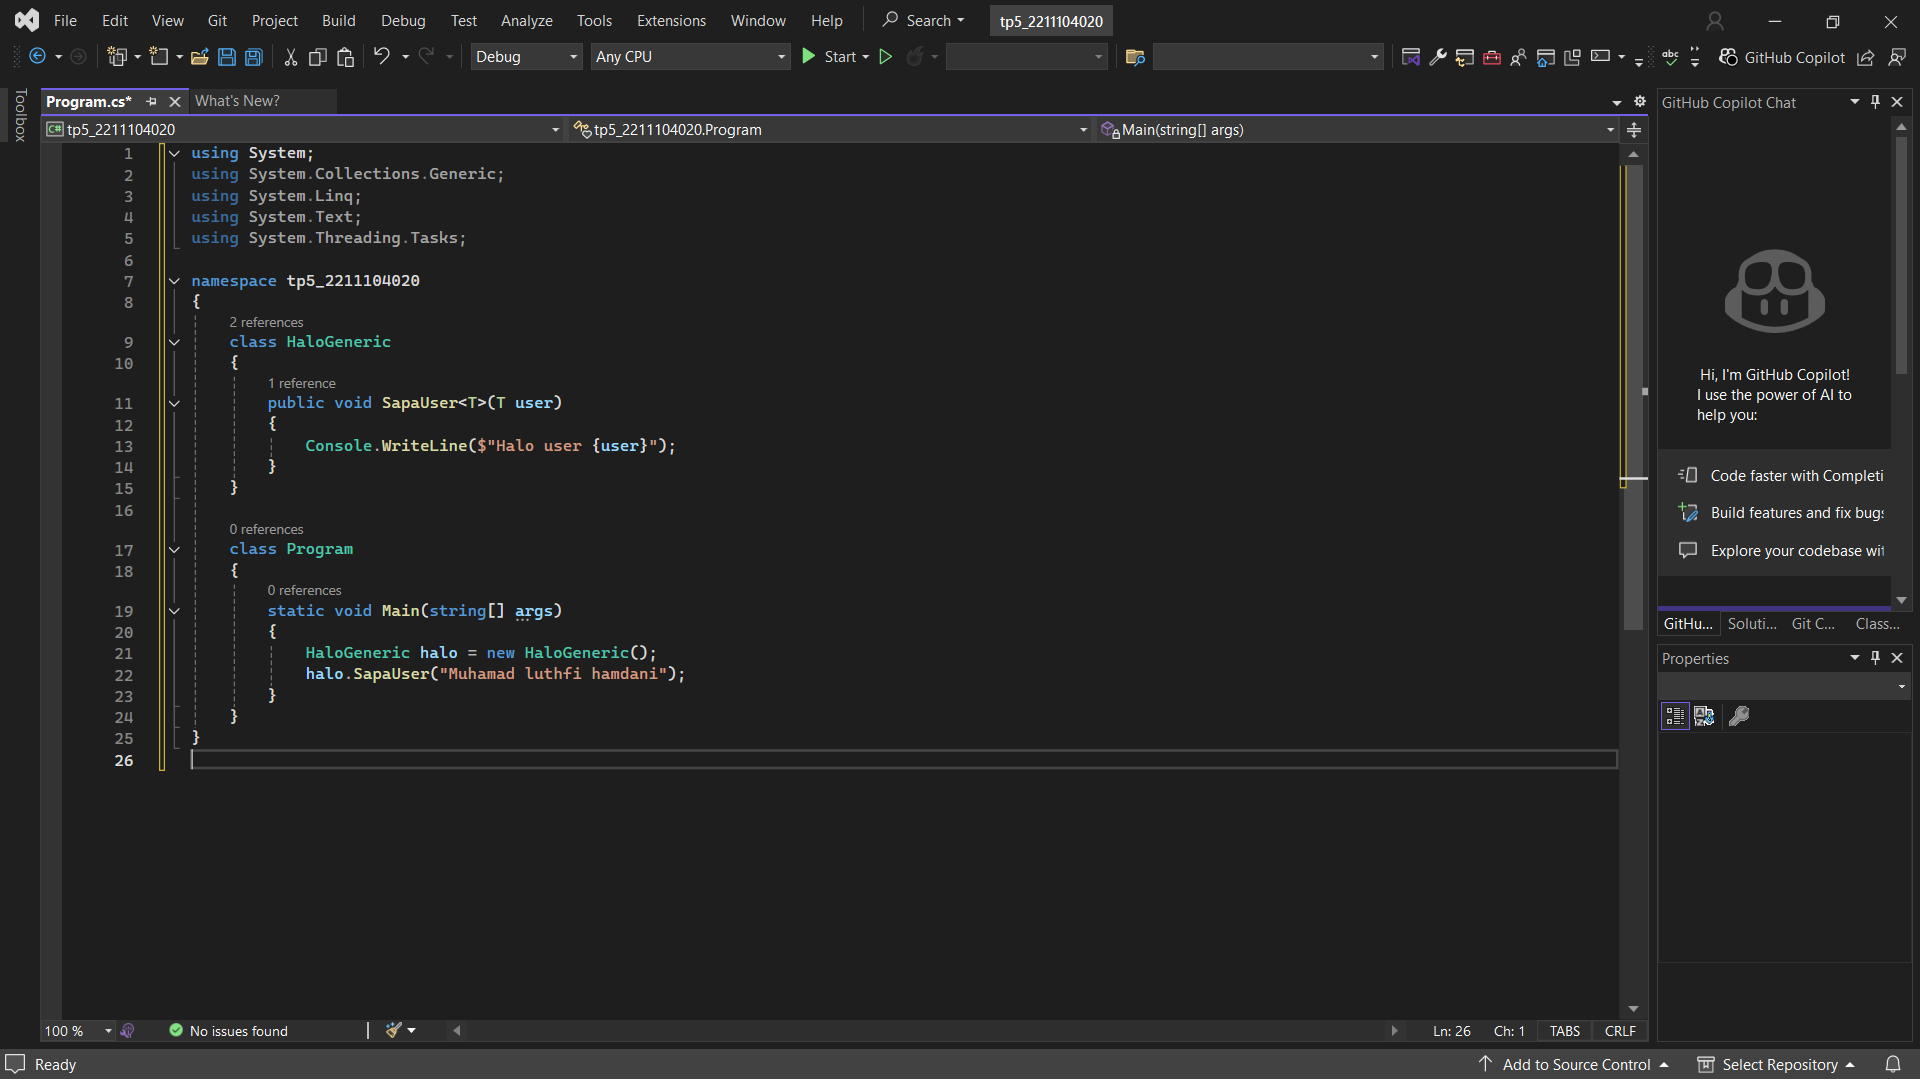 File Edit View Git Project Build Debug Test Analyze Tools Extensions Window Help Search tp5_2211104020
Debug Any CPU Start GitHub Copilot
Toolbox
Program.cs* What's New?
tp5_2211104020 tp5_2211104020.Program Main(string[] args)
1 using System;
2 using System.Collections.Generic;
3 using System.Linq;
4 using System.Text;
5 using System.Threading.Tasks;
6
7 namespace tp5_2211104020
8 {
2 references
9 class HaloGeneric
10 {
1 reference
11 public void SapaUser<T>(T user)
12 {
13 Console.WriteLine($"Halo user {user}");
14 }
15 }
16
0 references
17 class Program
18 {
0 references
19 static void Main(string[] args)
20 {
21 HaloGeneric halo = new HaloGeneric();
22 halo.SapaUser("Muhamad luthfi hamdani");
23 }
24 }
25 }
26
100 % No issues found Ln: 26 Ch: 1 TABS CRLF
GitHub Copilot Chat
Hi, I'm GitHub Copilot!
I use the power of AI to
help you:
Code faster with Completi
Build features and fix bugs
Explore your codebase wit
GitHu... Soluti... Git C... Class...
Properties
Ready Add to Source Control Select Repository